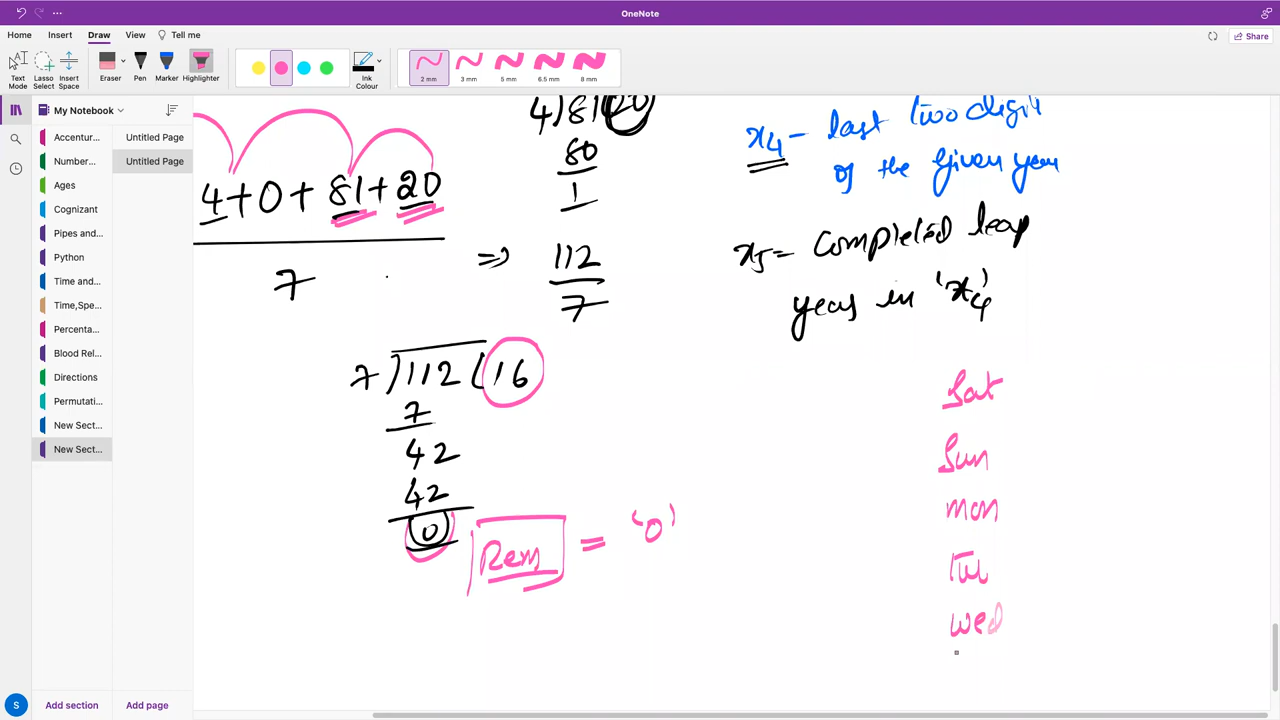 OneNote
Home Insert Draw View Tell me
Share
Text Mode
Lasso Select
Insert Space
Eraser
Pen
Marker
Highlighter
Ink Colour
2 mm
3 mm
5 mm
6.5 mm
8 mm
My Notebook
Accentur...
Number...
Ages
Cognizant
Pipes and...
Python
Time and...
Time,Spe...
Percenta...
Blood Rel...
Directions
Permutati...
New Sect...
New Sect...
Untitled Page
Untitled Page
S
Add section
Add page
4+0+81+20
7
4)81(20
80
1
=> 112
7
7)112(16
7
42
42
0
Rem = '0'
x4 - last two digit
of the given year
x5 = completed leap
years in 'x4'
Sat
Sun
mon
Tue
wed